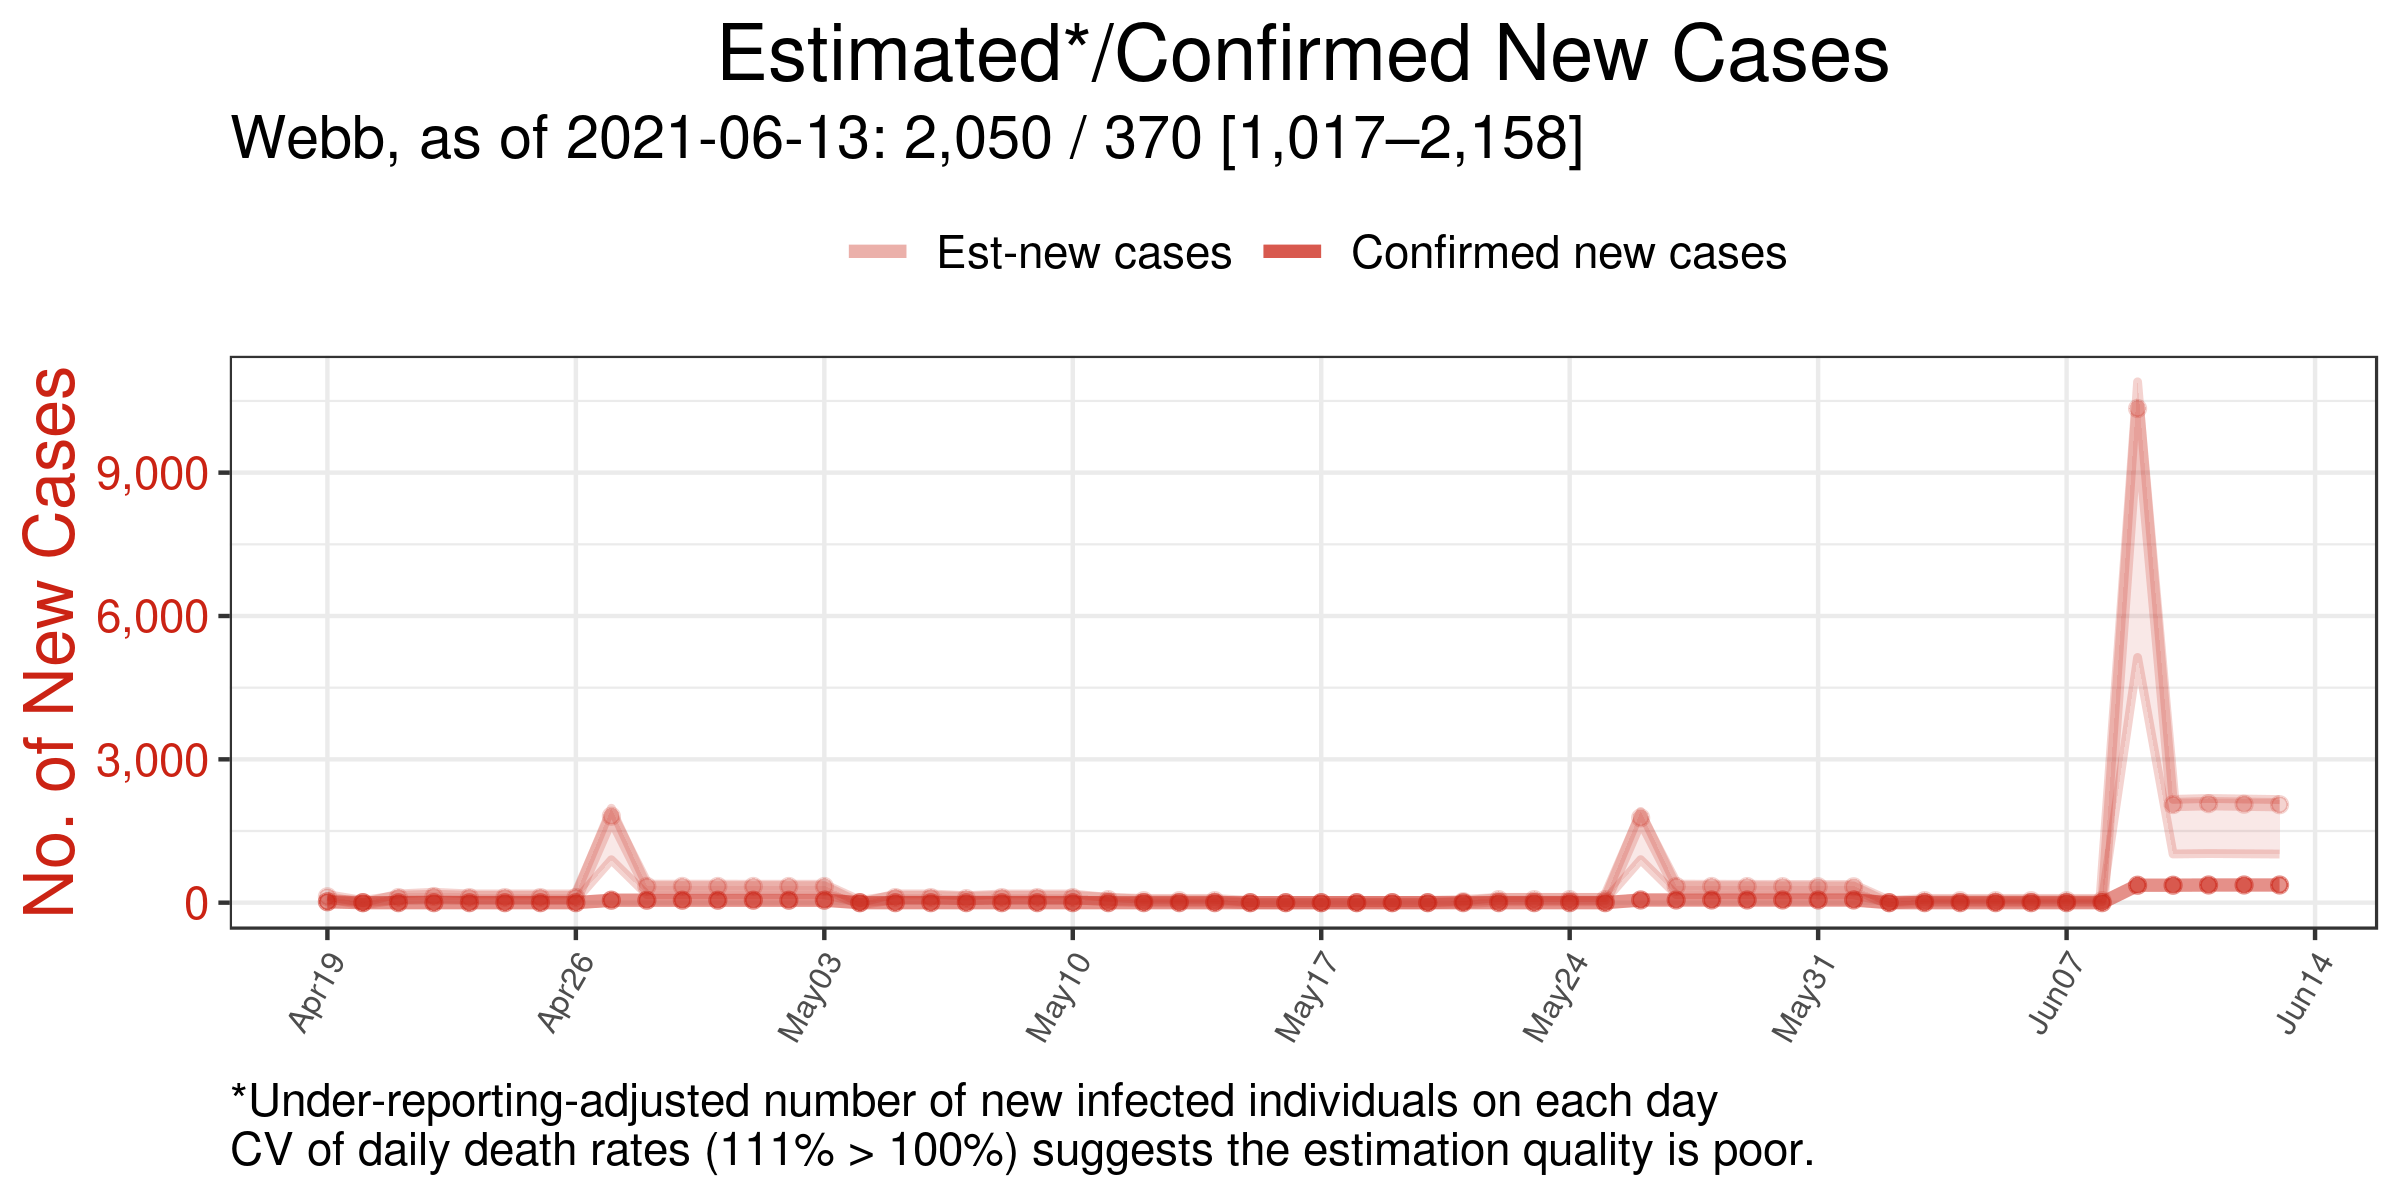 Estimated*/Confirmed New Cases
Webb, as of 2021-06-13: 2,050 / 370 [1,017–2,158]
Est-new cases
Confirmed new cases
No. of New Cases
9,000
6,000
3,000
0
Apr19
Apr26
May03
May10
May17
May24
May31
Jun07
Jun14
*Under-reporting-adjusted number of new infected individuals on each day
CV of daily death rates (111% > 100%) suggests the estimation quality is poor.